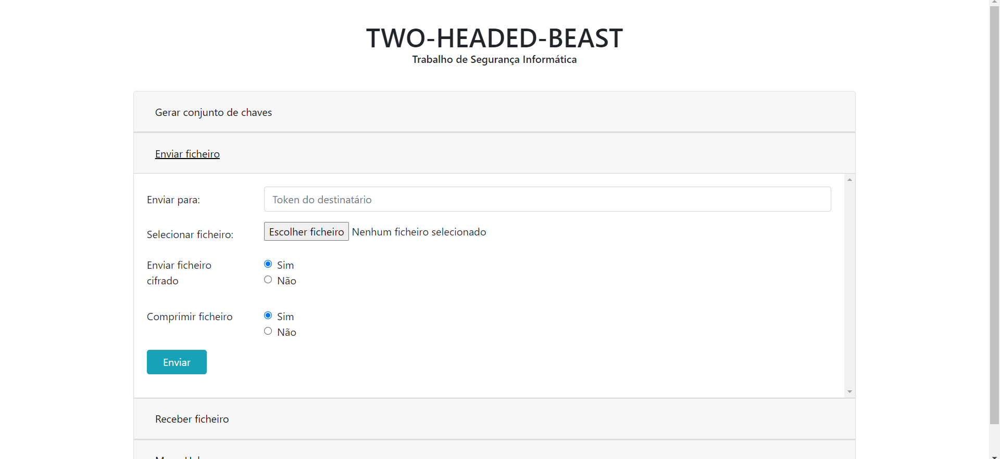 TWO-HEADED-BEAST
Trabalho de Segurança Informática
Gerar conjunto de chaves
Enviar ficheiro
Enviar para:
Token do destinatário
Selecionar ficheiro:
Escolher ficheiro Nenhum ficheiro selecionado
Enviar ficheiro
cifrado
Sim
Não
Comprimir ficheiro
Sim
Não
Enviar
Receber ficheiro